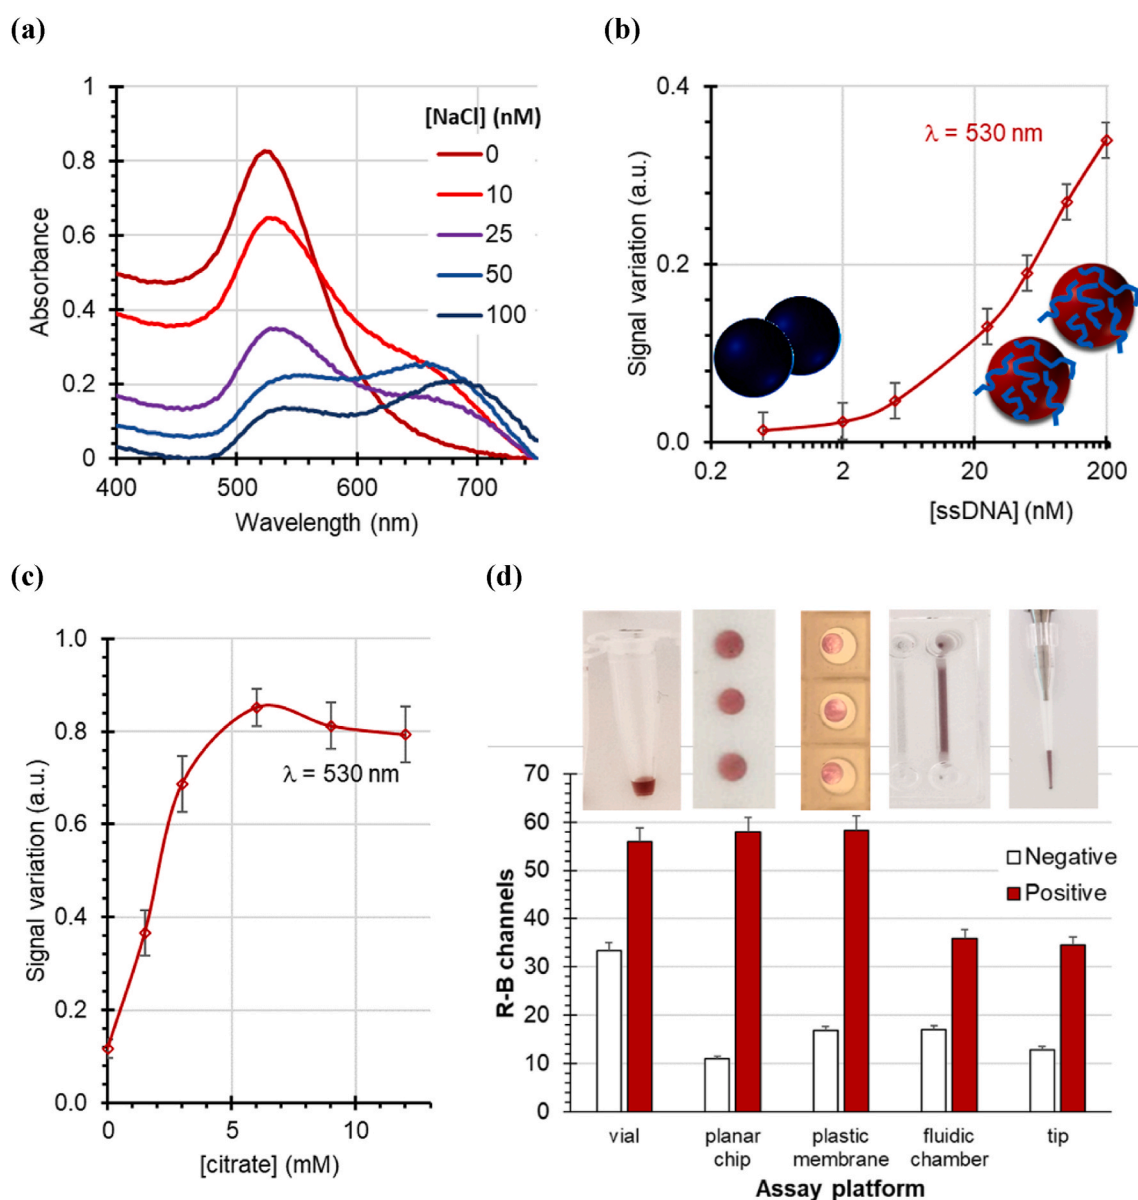 (a)
1
0.8
0.6
0.4
0.2
0
400
500
600
700
Absorbance
Wavelength (nm)
[NaCl] (nM)
0
10
25
50
100
(b)
0.4
0.2
0.0
0.2
2
20
200
Signal variation (a.u.)
[ssDNA] (nM)
λ = 530 nm
(c)
1.0
0.8
0.6
0.4
0.2
0.0
0
5
10
Signal variation (a.u.)
[citrate] (mM)
λ = 530 nm
(d)
70
60
50
40
30
20
10
0
R-B channels
Negative
Positive
vial
planar
chip
plastic
membrane
fluidic
chamber
tip
Assay platform